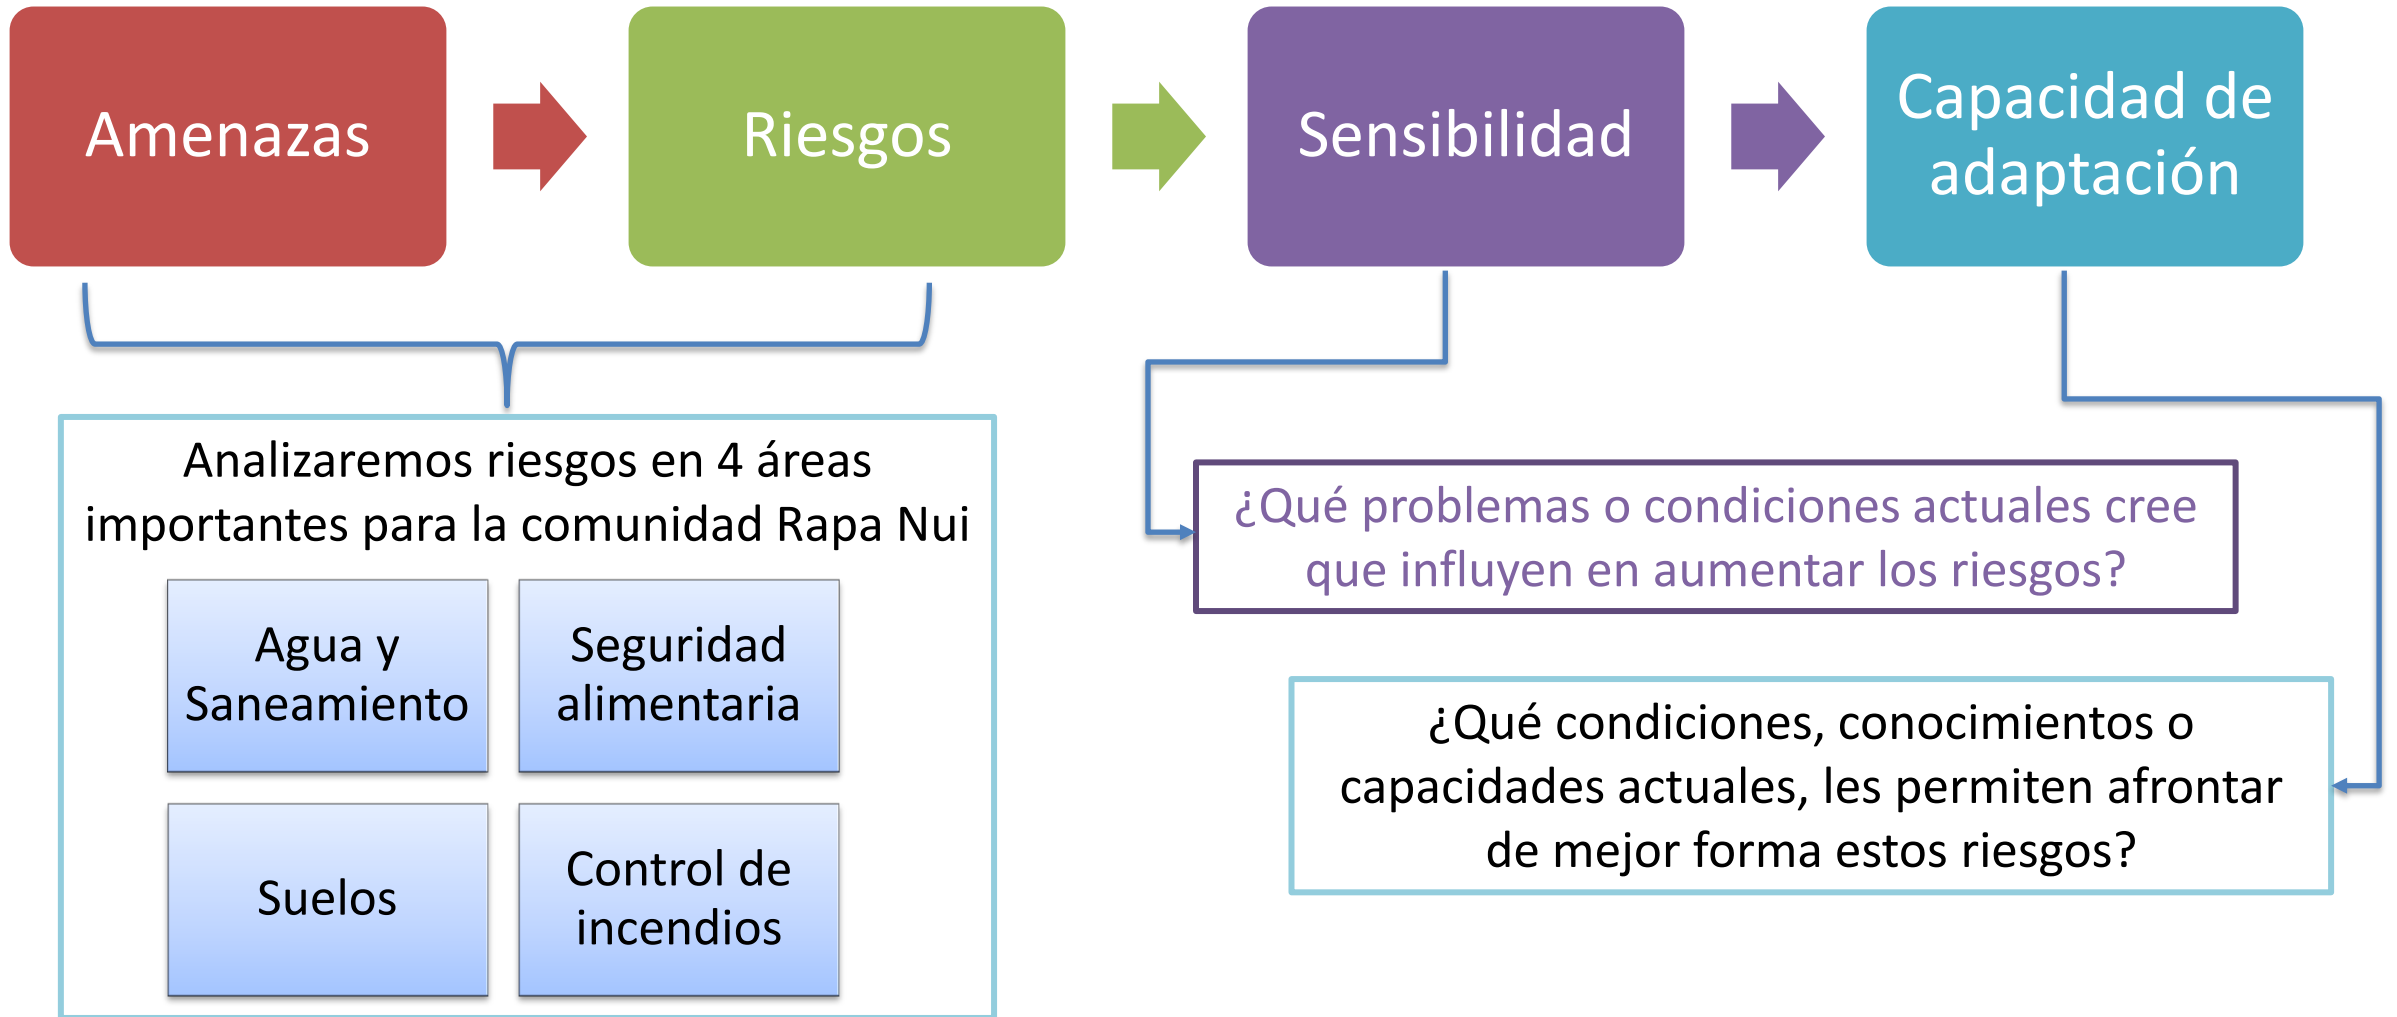 Amenazas
Riesgos
Sensibilidad
Capacidad de
adaptación
Analizaremos riesgos en 4 áreas
importantes para la comunidad Rapa Nui
Agua y
Saneamiento
Seguridad
alimentaria
Suelos
Control de
incendios
¿Qué problemas o condiciones actuales cree
que influyen en aumentar los riesgos?
¿Qué condiciones, conocimientos o
capacidades actuales, les permiten afrontar
de mejor forma estos riesgos?